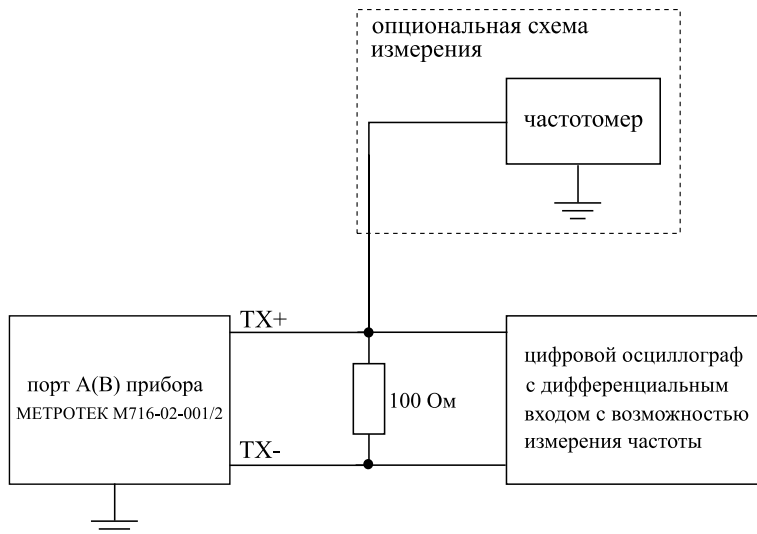 опциональная схема
измерения
частотомер
TX+
порт A(B) прибора
МЕТРОТЕК М716-02-001/2
100 Ом
цифровой осциллограф
с дифференциальным
входом с возможностью
измерения частоты
TX-